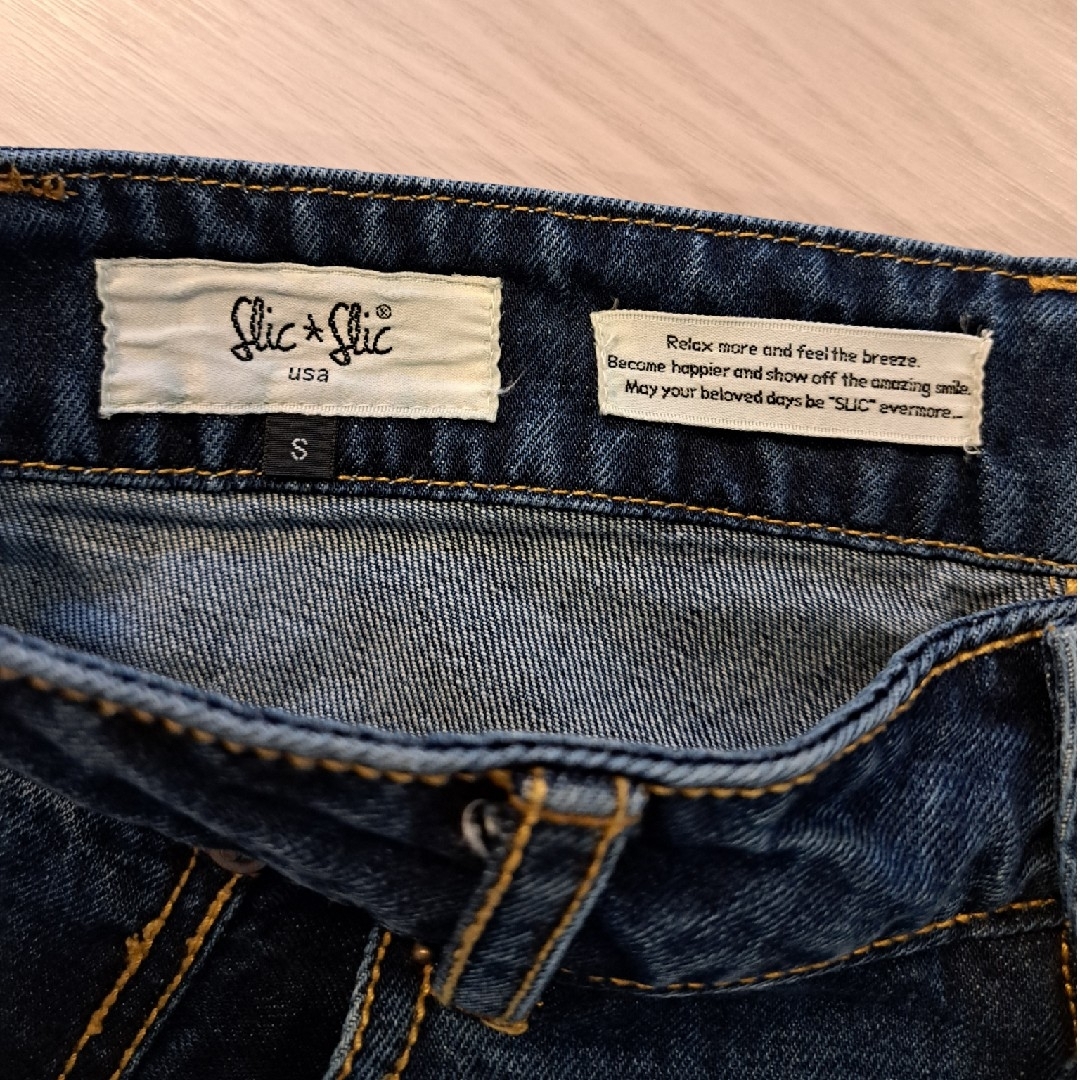 Slic★Slic®
usa
S
Relax more and feel the breeze.
Become happier and show off the amazing smile.
May your beloved days be "SLIC" evermore...